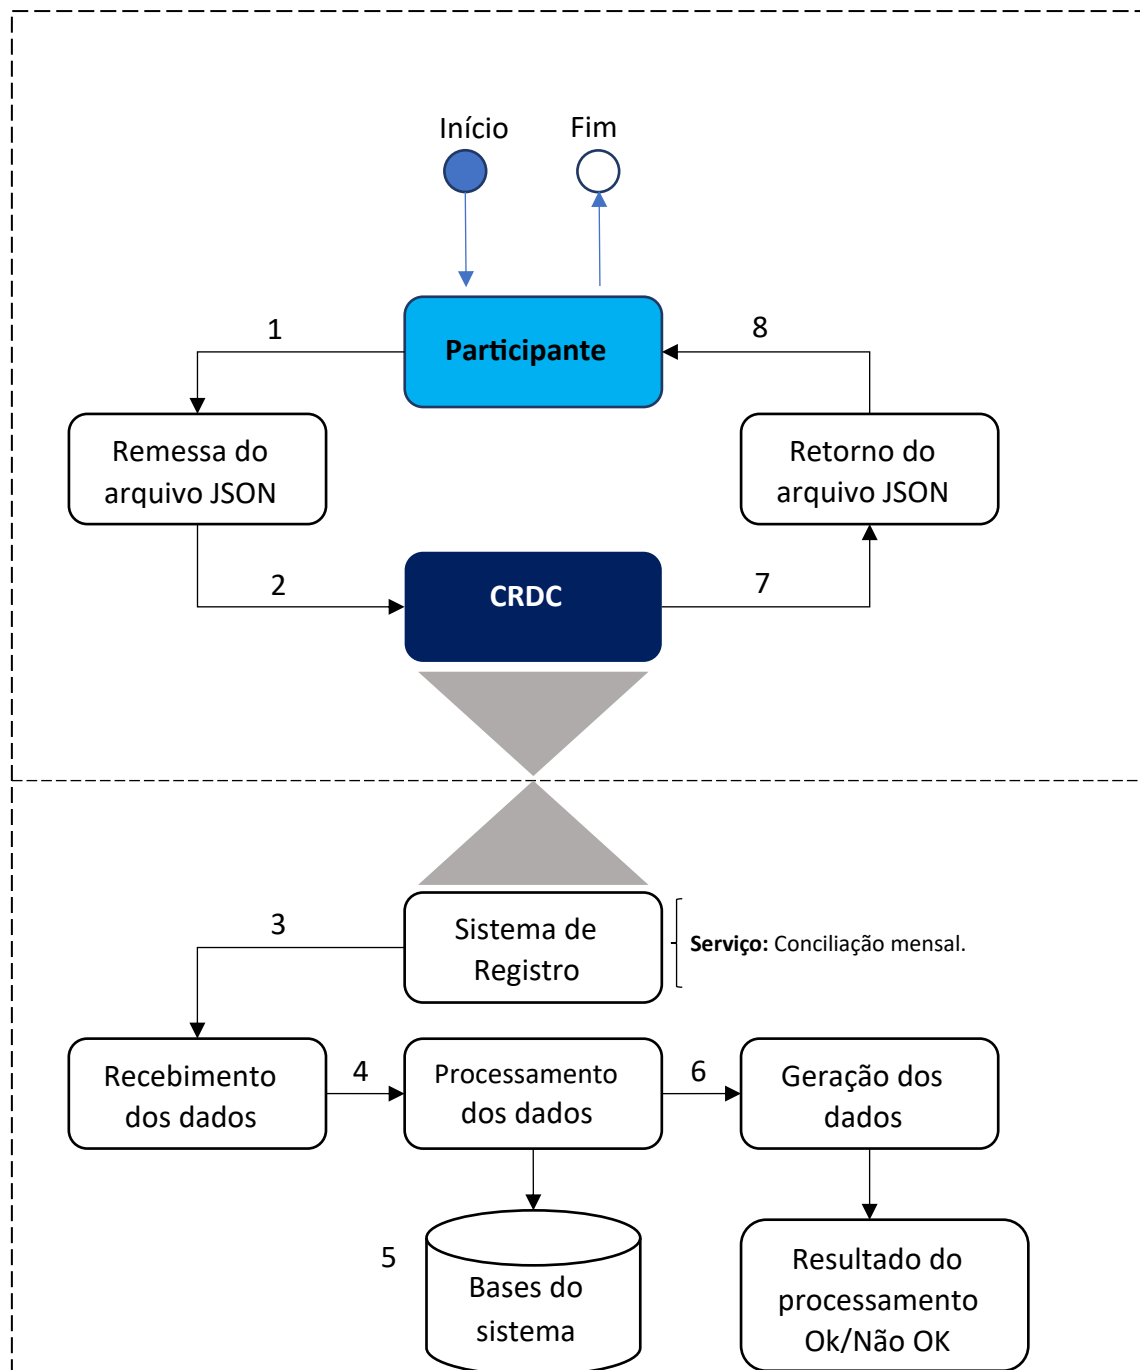 Início
Fim
1
Participante
8
Remessa do
arquivo JSON
Retorno do
arquivo JSON
2
CRDC
7
3
Sistema de
Registro
Serviço: Conciliação mensal.
Recebimento
dos dados
4
Processamento
dos dados
6
Geração dos
dados
5
Bases do
sistema
Resultado do
processamento
Ok/Não OK